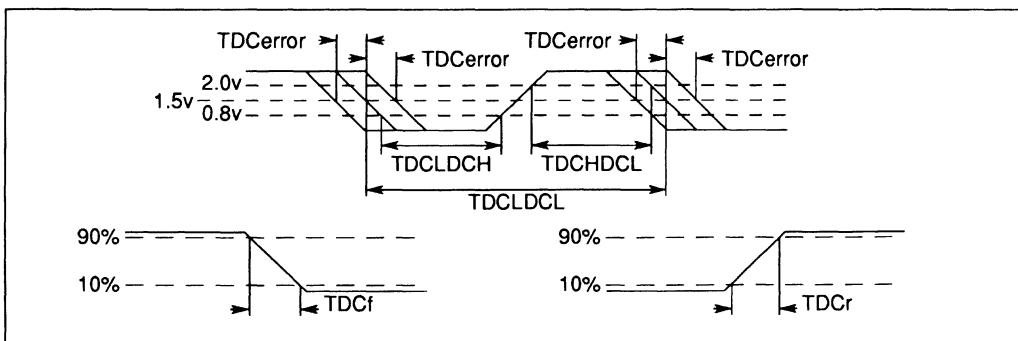 TDCerror
TDCerror
TDCerror
TDCerror
2.0v
1.5v
0.8v
TDCLDCH
TDCHDCL
TDCLDCL
90%
10%
TDCf
90%
10%
TDCr